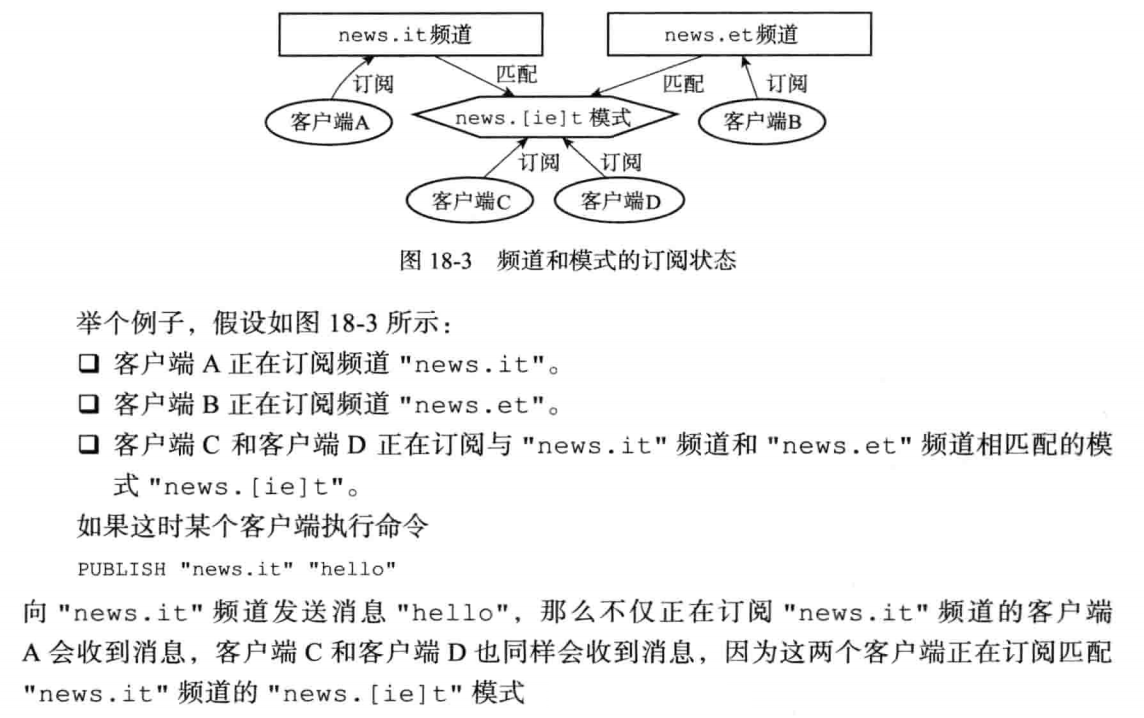 news.it频道 news.et频道
订阅 匹配 匹配 订阅
客户端A news.[ie]t 模式 客户端B
订阅 订阅
客户端C 客户端D
图 18-3 频道和模式的订阅状态
举个例子，假设如图 18-3 所示：
❑ 客户端 A 正在订阅频道 "news.it"。
❑ 客户端 B 正在订阅频道 "news.et"。
❑ 客户端 C 和客户端 D 正在订阅与 "news.it" 频道和 "news.et" 频道相匹配的模
式 "news.[ie]t"。
如果这时某个客户端执行命令
PUBLISH "news.it" "hello"
向 "news.it" 频道发送消息 "hello"，那么不仅正在订阅 "news.it" 频道的客户端
A 会收到消息，客户端 C 和客户端 D 也同样会收到消息，因为这两个客户端正在订阅匹配
"news.it" 频道的 "news.[ie]t" 模式